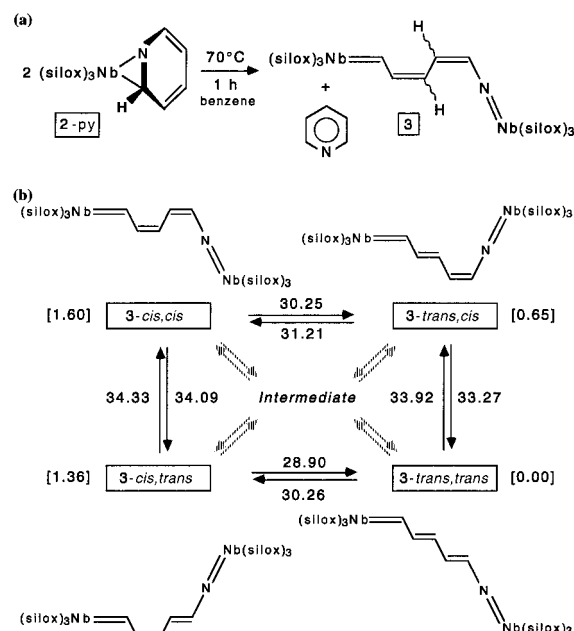 (a)
2 (silox)₃Nb
N
H
2-py
70°C
1 h
benzene
(silox)₃Nb
H
H
N
N
Nb(silox)₃
+
N
3
(b)
(silox)₃Nb
N
N
Nb(silox)₃
(silox)₃Nb
Nb(silox)₃
N
N
[1.60] 3-cis,cis 30.25 3-trans,cis [0.65]
31.21
34.33 34.09 Intermediate 33.92 33.27
[1.36] 3-cis,trans 28.90 3-trans,trans [0.00]
30.26
(silox)₃Nb
N
N
Nb(silox)₃
Nb(silox)₃
N
N
(silox)₃Nb